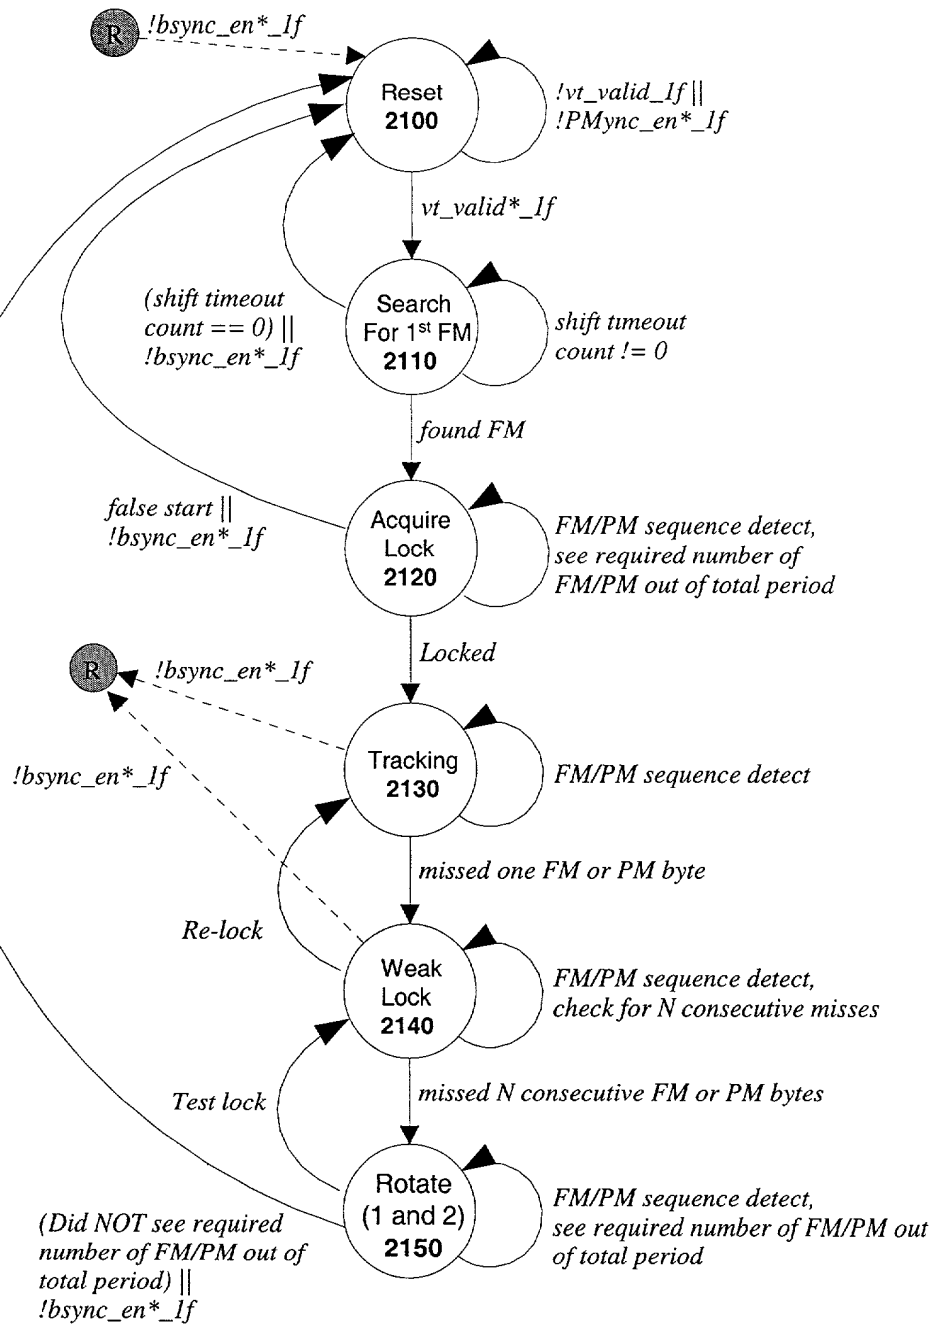 R
!bsync_en*_1f
Reset
2100
!vt_valid_1f ||
!PMync_en*_1f
vt_valid*_1f
(shift timeout
count == 0) ||
!bsync_en*_1f
Search
For 1st FM
2110
shift timeout
count != 0
found FM
false start ||
!bsync_en*_1f
Acquire
Lock
2120
FM/PM sequence detect,
see required number of
FM/PM out of total period
Locked
R
!bsync_en*_1f
!bsync_en*_1f
Tracking
2130
FM/PM sequence detect
missed one FM or PM byte
Re-lock
Weak
Lock
2140
FM/PM sequence detect,
check for N consecutive misses
Test lock
missed N consecutive FM or PM bytes
Rotate
(1 and 2)
2150
FM/PM sequence detect,
see required number of FM/PM out
of total period
(Did NOT see required
number of FM/PM out of
total period) ||
!bsync_en*_1f